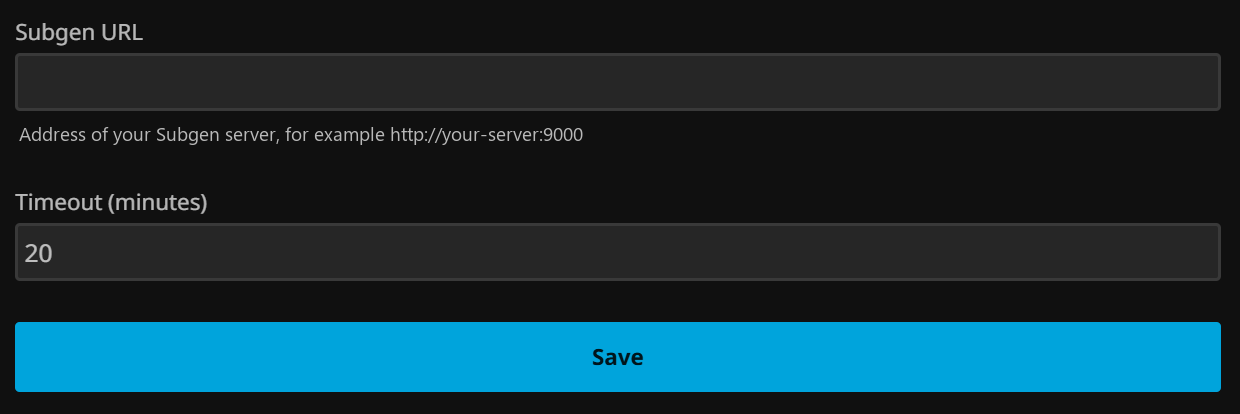 Subgen URL
Address of your Subgen server, for example http://your-server:9000
Timeout (minutes)
20
Save